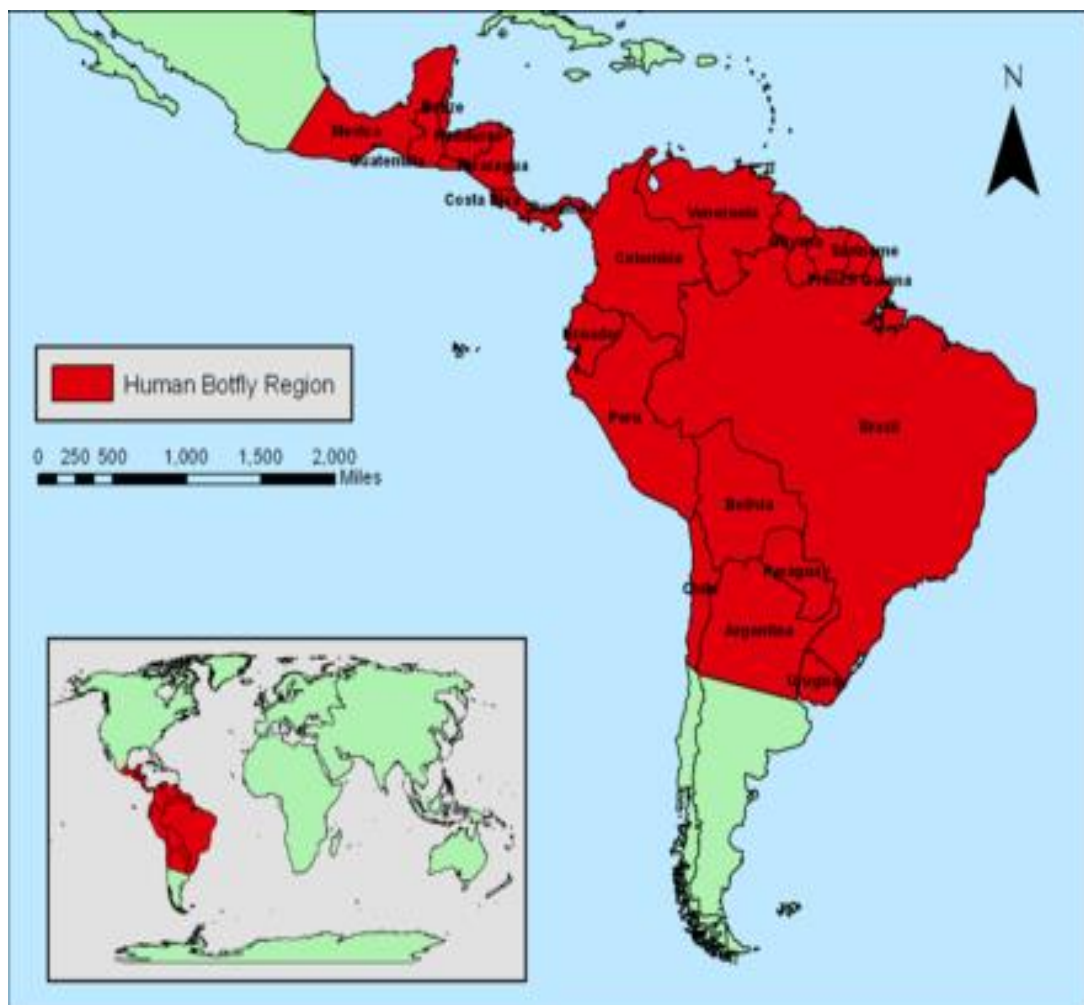 N
Belize
Mexico
Honduras
Guatemala
Nicaragua
Costa Rica
Venezuela
Guyana
Suriname
Colombia
French Guiana
Ecuador
Human Botfly Region
Peru
Brazil
0 250 500 1,000 1,500 2,000
Miles
Bolivia
Paraguay
Chile
Argentina
Uruguay